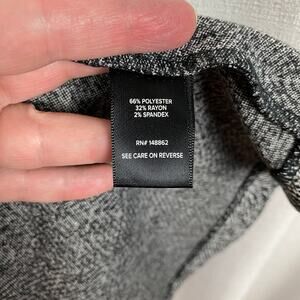 66% POLYESTER
32% RAYON
2% SPANDEX
RN# 148862
SEE CARE ON REVERSE